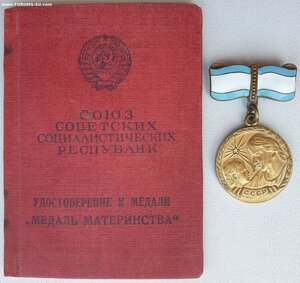 www.FORUMS-SU.com
СОЮЗ
СОВЕТСКИХ
СОЦИАЛИСТИЧЕСКИХ
РЕСПУБЛИК
УДОСТОВЕРЕНИЕ К МЕДАЛИ
„МЕДАЛЬ МАТЕРИНСТВА“
СССР